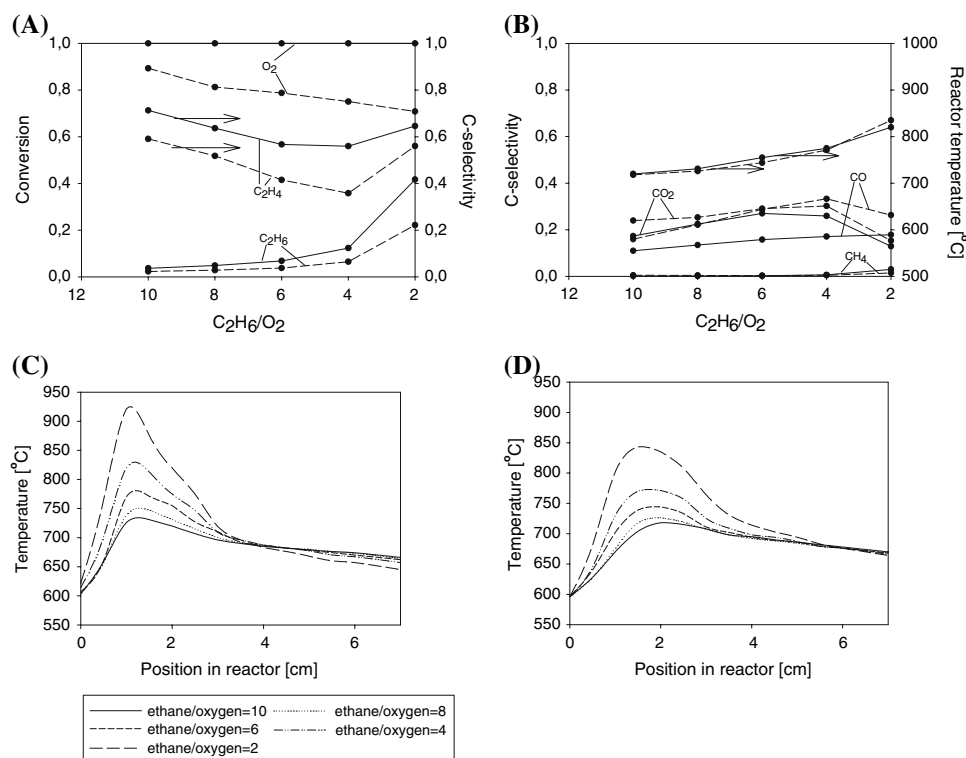 (A)
1,0
0,8
0,6
0,4
0,2
0,0
Conversion
12 10 8 6 4 2
C2H6/O2
1,0
0,8
0,6
0,4
0,2
0,0
C-selectivity
O2
C2H4
C2H6
(B)
1,0
0,8
0,6
0,4
0,2
0,0
C-selectivity
12 10 8 6 4 2
C2H6/O2
1000
900
800
700
600
500
Reactor temperature [°C]
CO2
CO
CH4
(C)
950
900
850
800
750
700
650
600
550
Temperature [°C]
0 2 4 6
Position in reactor [cm]
(D)
950
900
850
800
750
700
650
600
550
Temperature [°C]
0 2 4 6
Position in reactor [cm]
ethane/oxygen=10 ethane/oxygen=8
ethane/oxygen=6 ethane/oxygen=4
ethane/oxygen=2